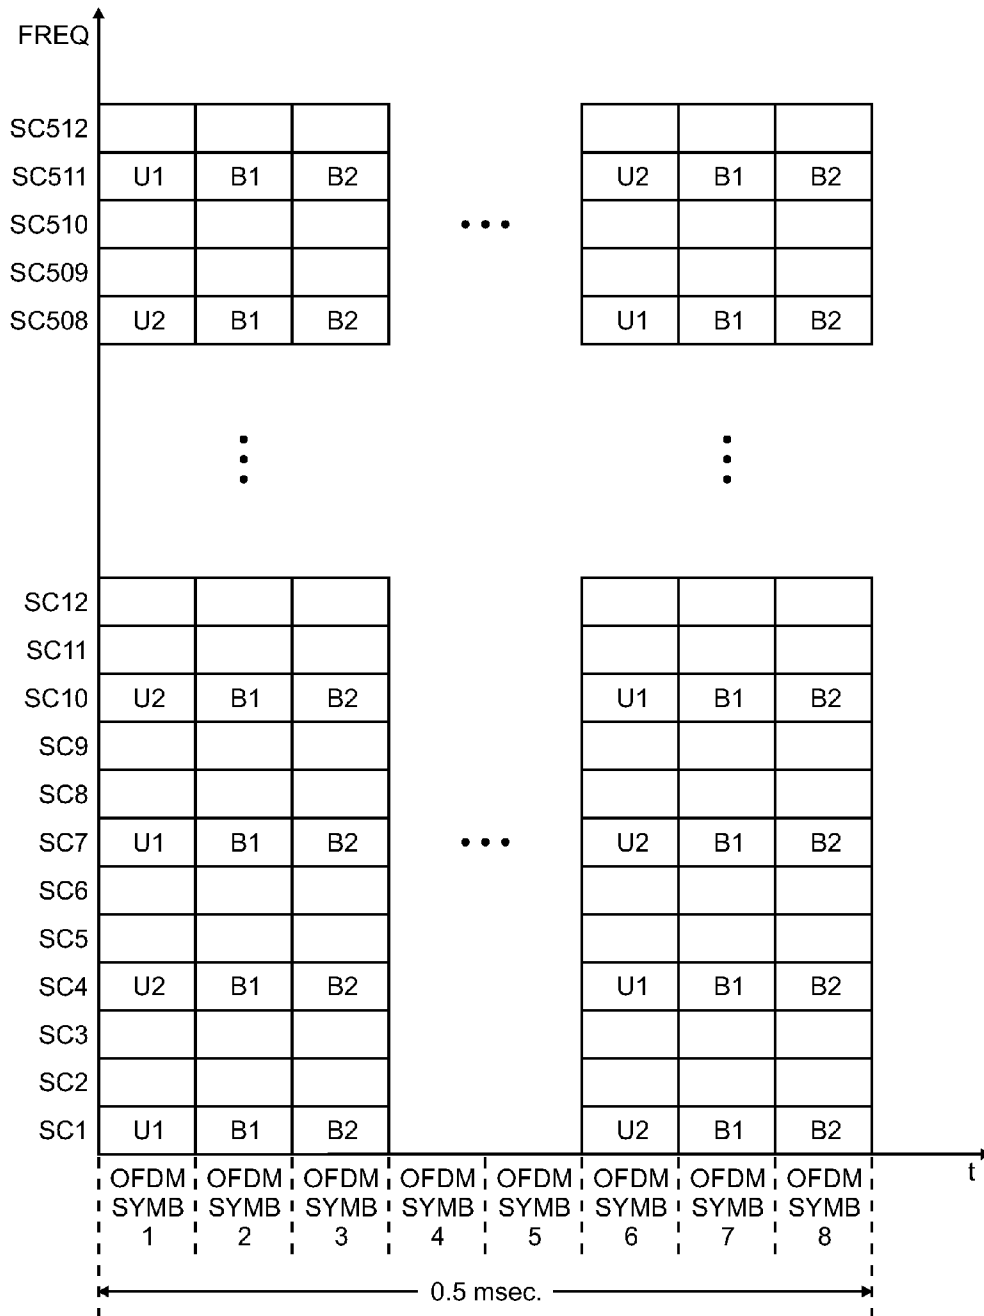 FREQ
SC512
SC511 U1 B1 B2 U2 B1 B2
SC510
SC509
SC508 U2 B1 B2 U1 B1 B2
SC12
SC11
SC10 U2 B1 B2 U1 B1 B2
SC9
SC8
SC7 U1 B1 B2 U2 B1 B2
SC6
SC5
SC4 U2 B1 B2 U1 B1 B2
SC3
SC2
SC1 U1 B1 B2 U2 B1 B2
t
OFDM OFDM OFDM OFDM OFDM OFDM OFDM OFDM
SYMB SYMB SYMB SYMB SYMB SYMB SYMB SYMB
1 2 3 4 5 6 7 8
0.5 msec.